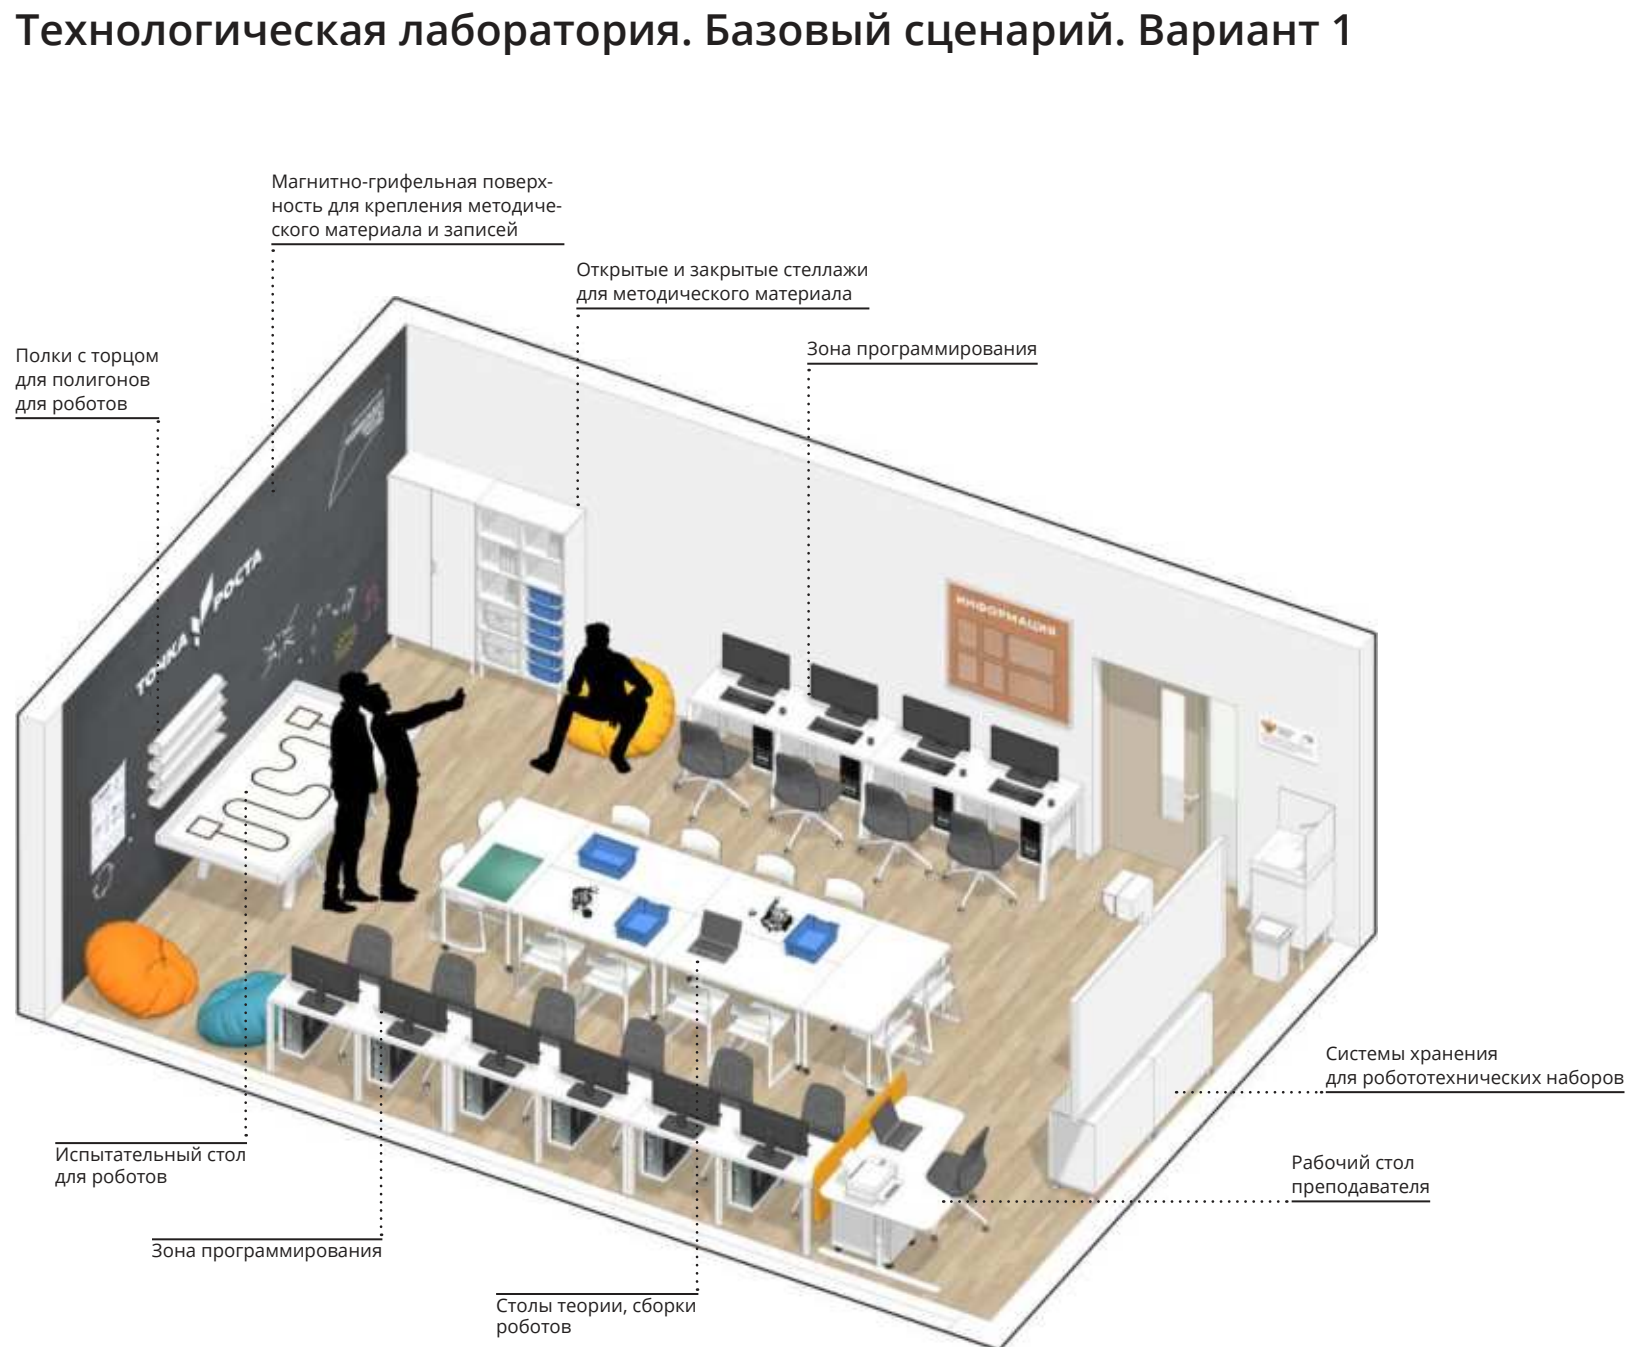 Технологическая лаборатория. Базовый сценарий. Вариант 1
Магнитно-грифельная поверх-
ность для крепления методиче-
ского материала и записей
Открытые и закрытые стеллажи
для методического материала
Зона программирования
Полки с торцом
для полигонов
для роботов
ТОЧКА РОСТА
ИНФОРМАЦИЯ
Системы хранения
для робототехнических наборов
Рабочий стол
преподавателя
Испытательный стол
для роботов
Зона программирования
Столы теории, сборки
роботов